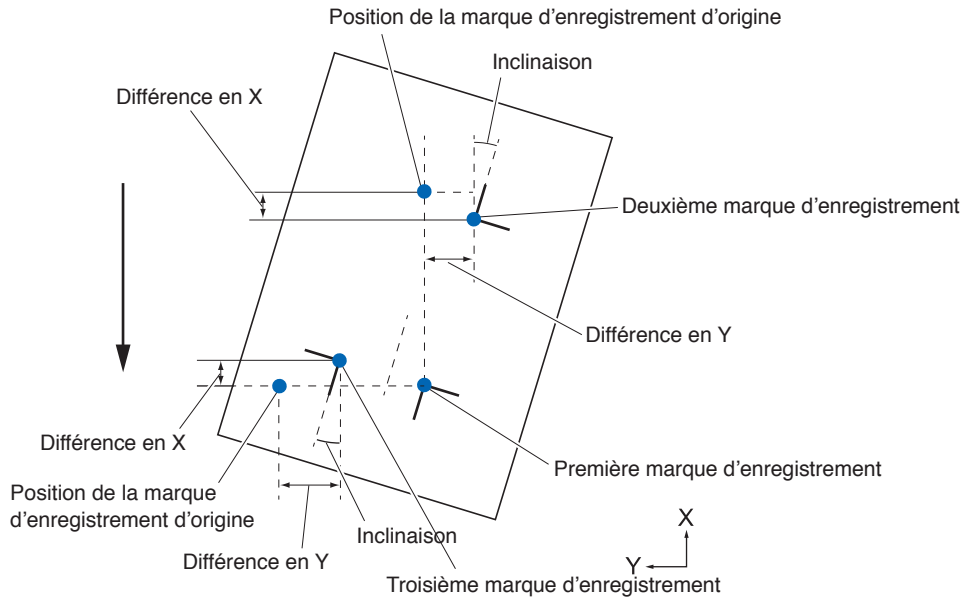 Position de la marque d'enregistrement d'origine
Inclinaison
Différence en X
Deuxième marque d'enregistrement
Différence en Y
Différence en X
Première marque d'enregistrement
Position de la marque
d'enregistrement d'origine
Inclinaison
Différence en Y
Troisième marque d'enregistrement
X
Y